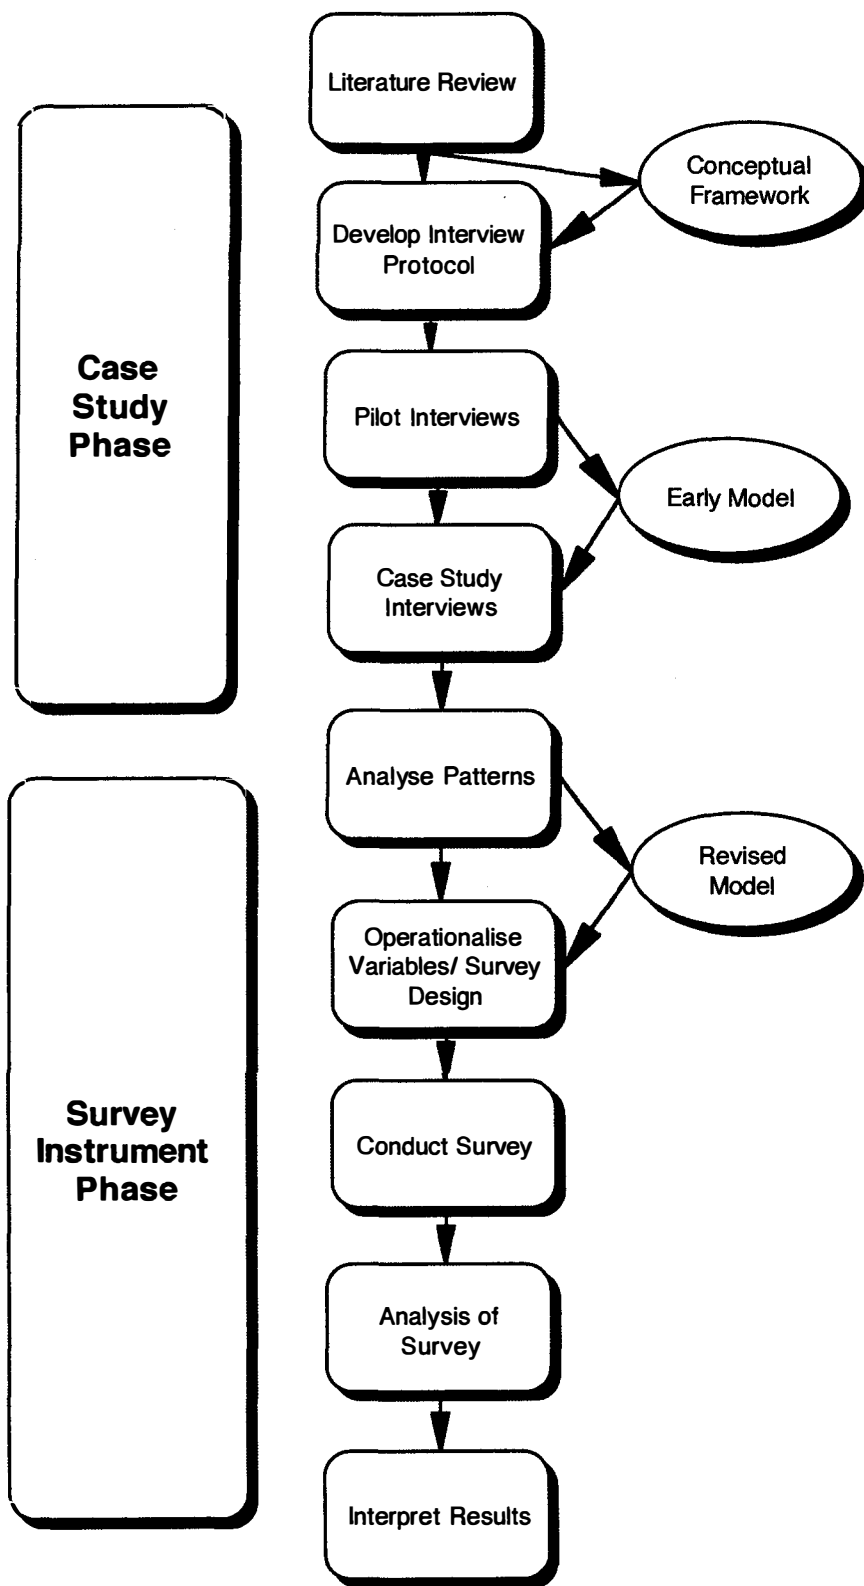 Literature Review
Conceptual
Framework
Develop Interview
Protocol
Case
Study
Phase
Pilot Interviews
Early Model
Case Study
Interviews
Analyse Patterns
Revised
Model
Operationalise
Variables/ Survey
Design
Survey
Instrument
Phase
Conduct Survey
Analysis of
Survey
Interpret Results